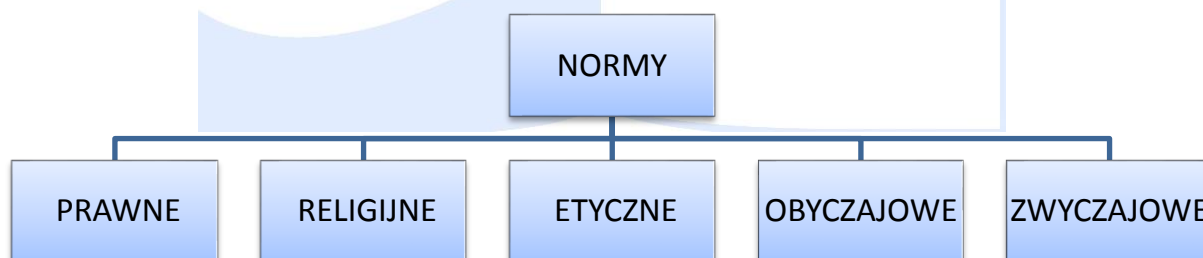 NORMY
PRAWNE
RELIGIJNE
ETYCZNE
OBYCZAJOWE
ZWYCZAJOWE